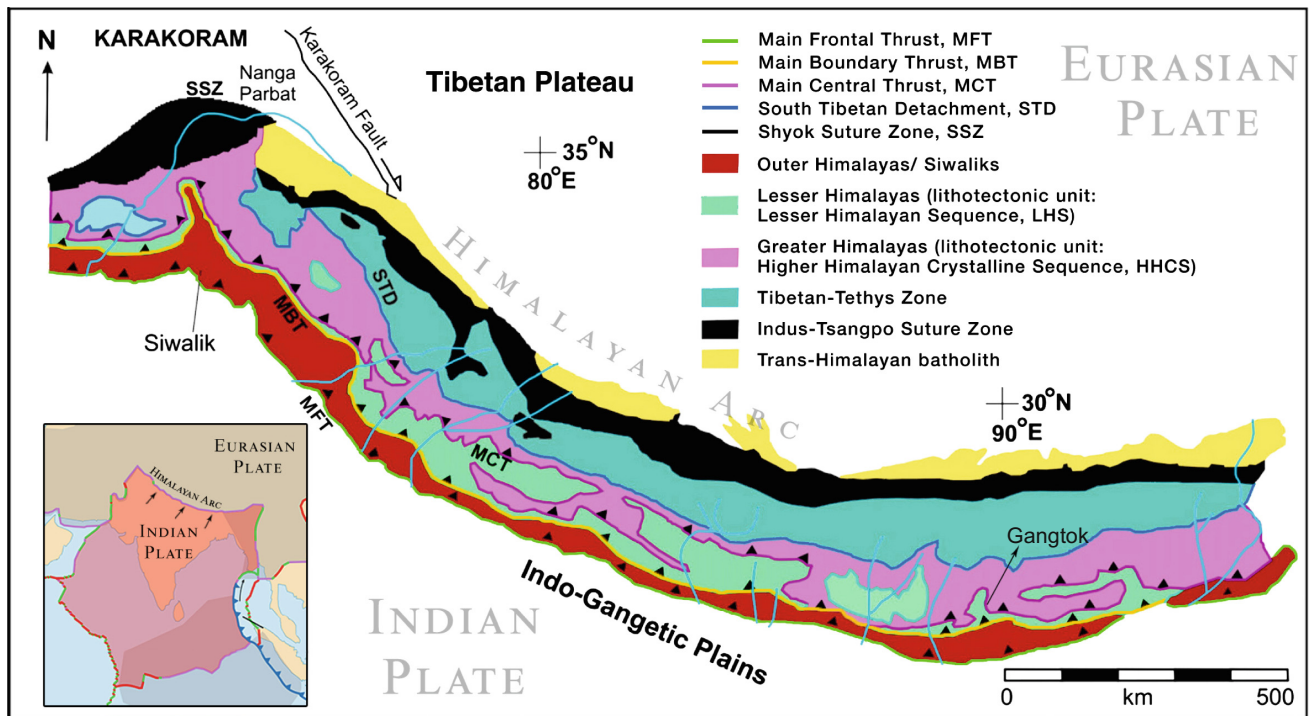 N
KARAKORAM
SSZ
Nanga
Parbat
Karakoram Fault
Tibetan Plateau
35°N
80°E
EURASIAN
PLATE
Main Frontal Thrust, MFT
Main Boundary Thrust, MBT
Main Central Thrust, MCT
South Tibetan Detachment, STD
Shyok Suture Zone, SSZ
Outer Himalayas/ Siwaliks
Lesser Himalayas (lithotectonic unit:
Lesser Himalayan Sequence, LHS)
Greater Himalayas (lithotectonic unit:
Higher Himalayan Crystalline Sequence, HHCS)
Tibetan-Tethys Zone
Indus-Tsangpo Suture Zone
Trans-Himalayan batholith
HIMALAYAN ARC
STD
MBT
Siwalik
MFT
MCT
30°N
90°E
Gangtok
Indo-Gangetic Plains
INDIAN
PLATE
0 km 500
EURASIAN
PLATE
HIMALAYAN ARC
INDIAN
PLATE